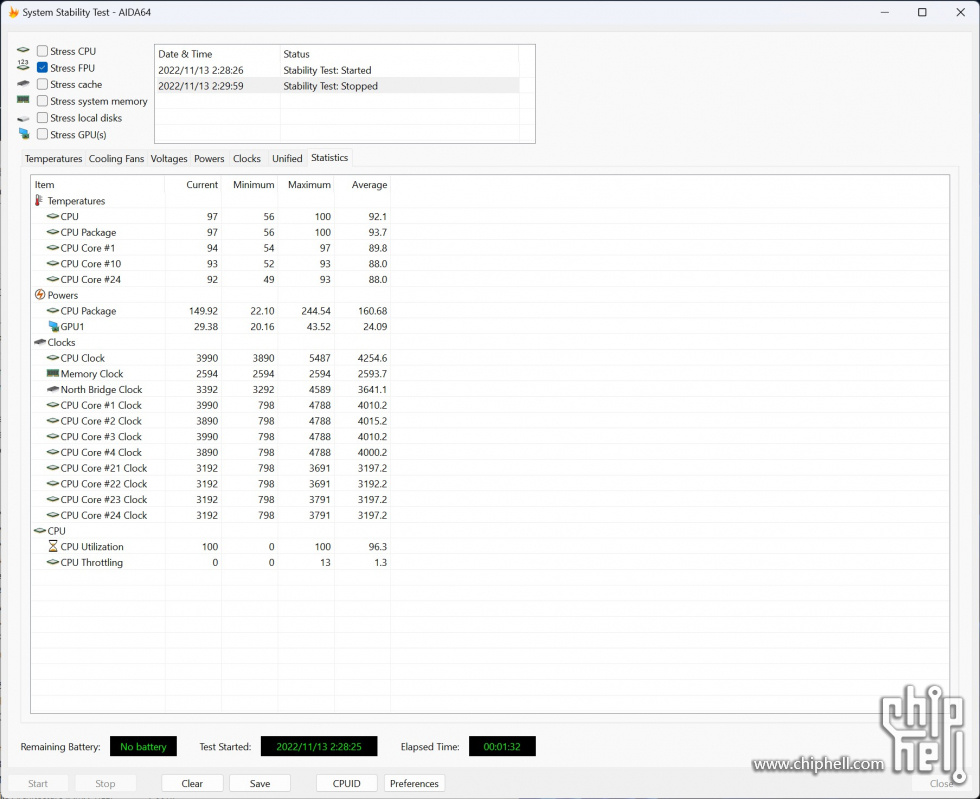 System Stability Test - AIDA64
Stress CPU
Stress FPU
Stress cache
Stress system memory
Stress local disks
Stress GPU(s)
Date & Time Status
2022/11/13 2:28:26 Stability Test: Started
2022/11/13 2:29:59 Stability Test: Stopped
Temperatures Cooling Fans Voltages Powers Clocks Unified Statistics
Item Current Minimum Maximum Average
Temperatures
CPU 97 56 100 92.1
CPU Package 97 56 100 93.7
CPU Core #1 94 54 97 89.8
CPU Core #10 93 52 93 88.0
CPU Core #24 92 49 93 88.0
Powers
CPU Package 149.92 22.10 244.54 160.68
GPU1 29.38 20.16 43.52 24.09
Clocks
CPU Clock 3990 3890 5487 4254.6
Memory Clock 2594 2594 2594 2593.7
North Bridge Clock 3392 3292 4589 3641.1
CPU Core #1 Clock 3990 798 4788 4010.2
CPU Core #2 Clock 3890 798 4788 4015.2
CPU Core #3 Clock 3990 798 4788 4010.2
CPU Core #4 Clock 3890 798 4788 4000.2
CPU Core #21 Clock 3192 798 3691 3197.2
CPU Core #22 Clock 3192 798 3691 3192.2
CPU Core #23 Clock 3192 798 3791 3197.2
CPU Core #24 Clock 3192 798 3791 3197.2
CPU
CPU Utilization 100 0 100 96.3
CPU Throttling 0 0 13 1.3
Remaining Battery: No battery Test Started: 2022/11/13 2:28:25 Elapsed Time: 00:01:32
Start Stop Clear Save CPUID Preferences Close
www.chiphell.com
chip
hell